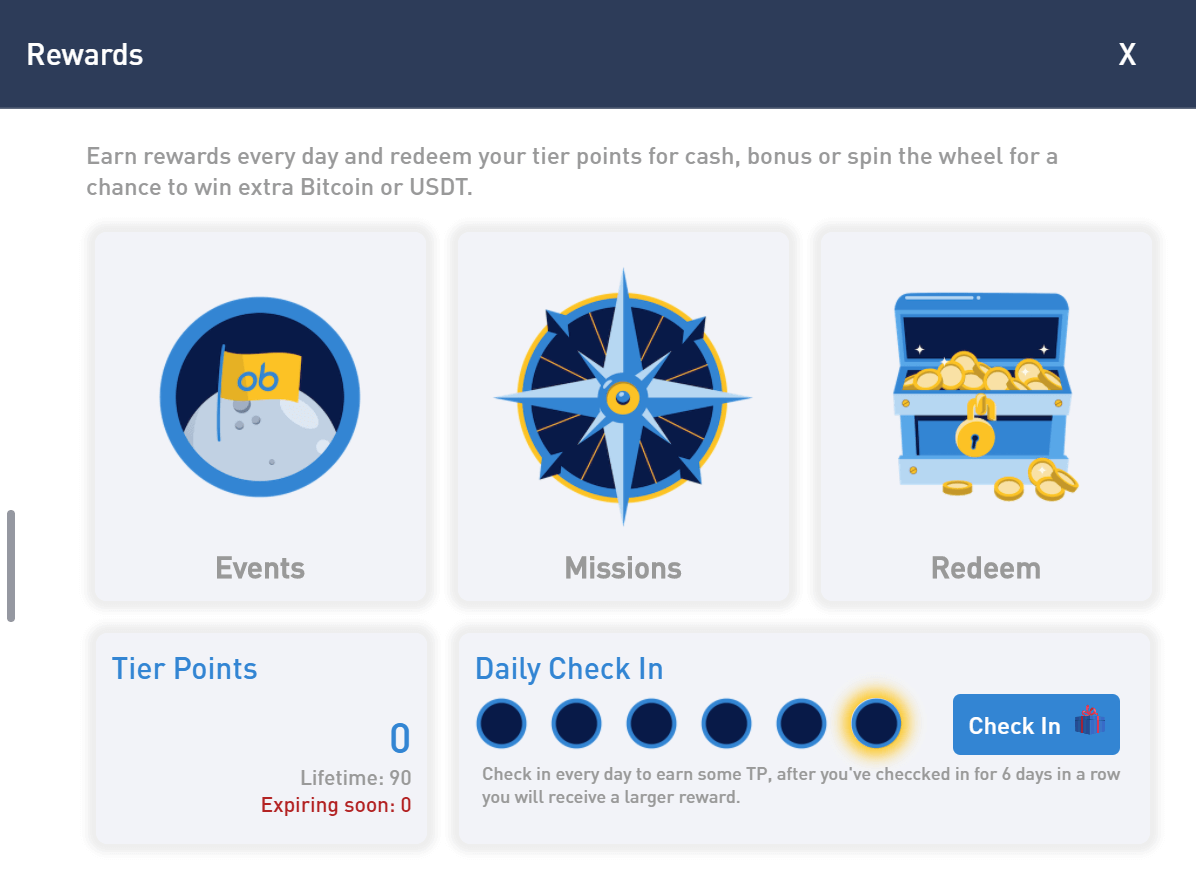 Rewards
X
Earn rewards every day and redeem your tier points for cash, bonus or spin the wheel for a
chance to win extra Bitcoin or USDT.
ob
Events
Missions
Redeem
Tier Points
0
Lifetime: 90
Expiring soon: 0
Daily Check In
Check In
Check in every day to earn some TP, after you've checcked in for 6 days in a row
you will receive a larger reward.